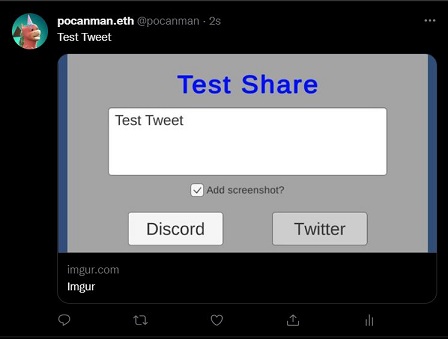 pocanman.eth @pocanman · 2s
Test Tweet
Test Share
Test Tweet
Add screenshot?
Discord Twitter
imgur.com
Imgur